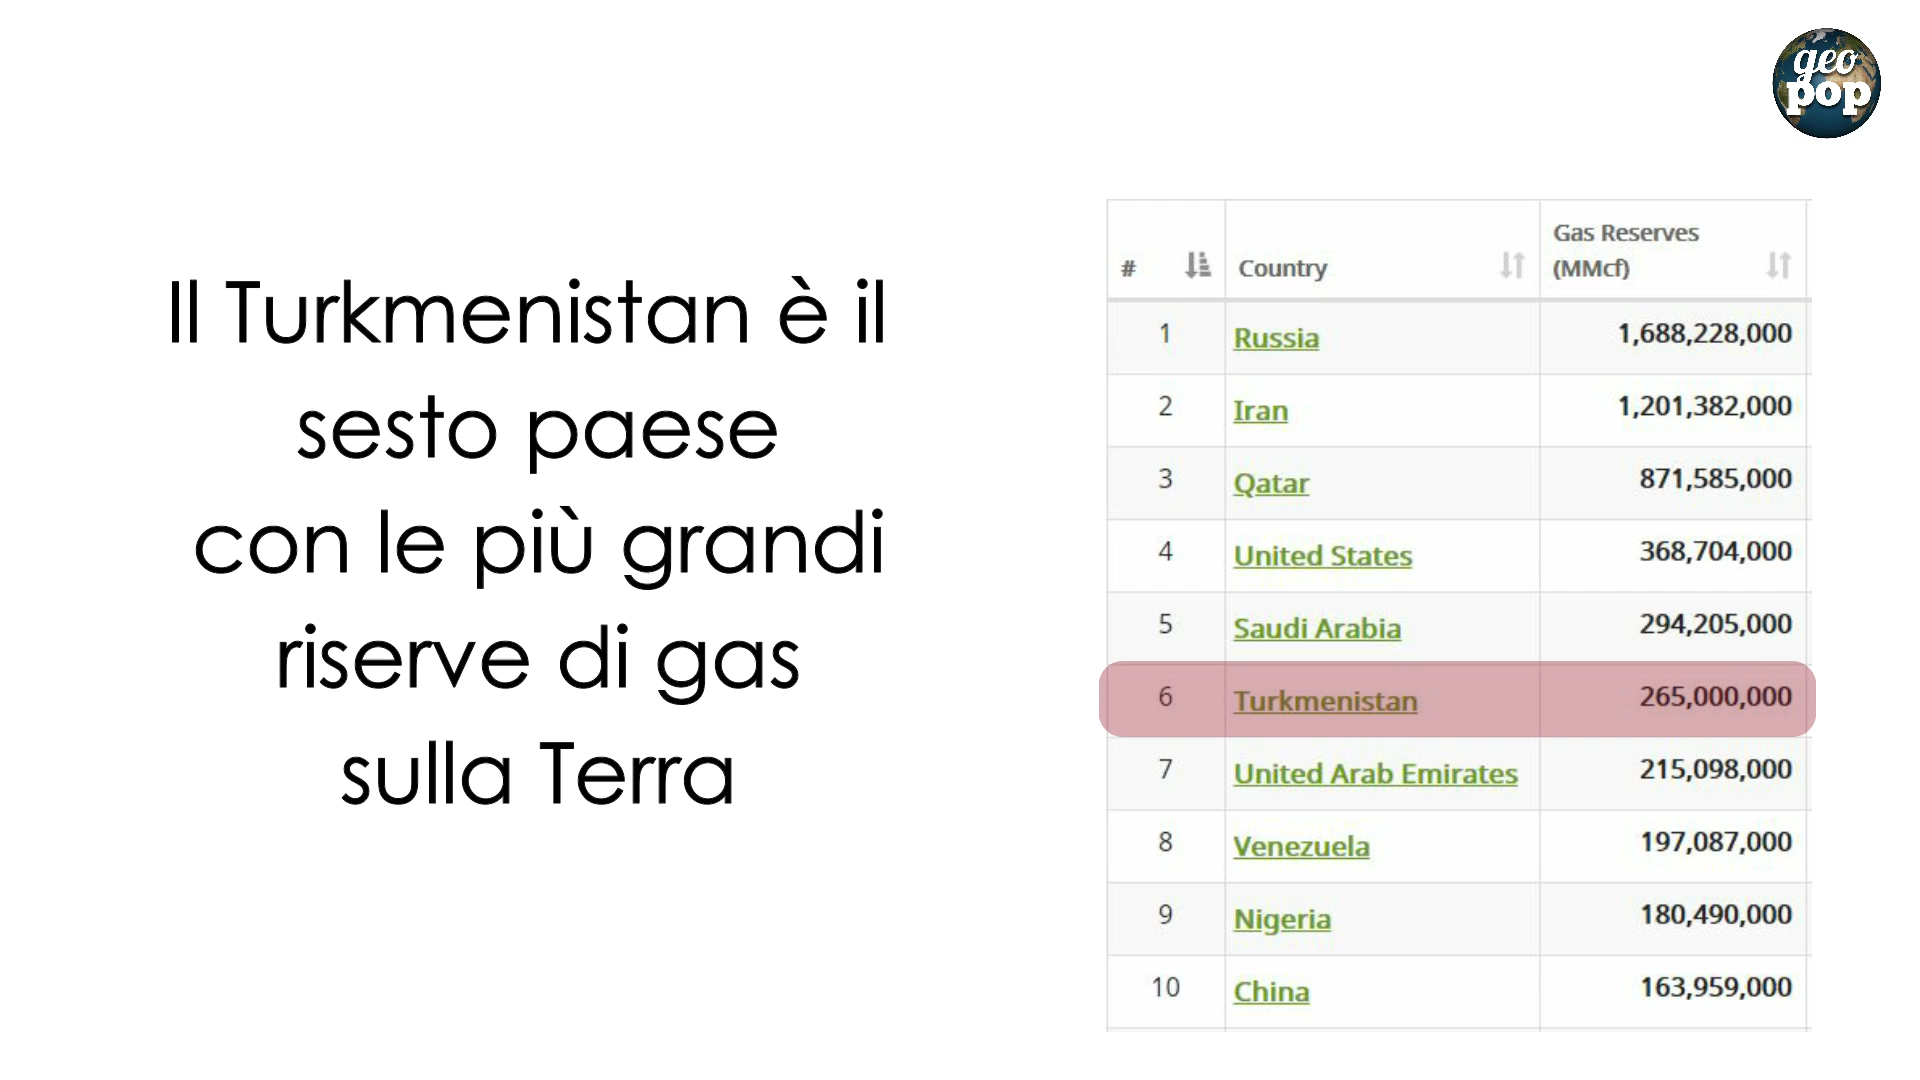 geo
pop
Il Turkmenistan è il
sesto paese
con le più grandi
riserve di gas
sulla Terra
# Country Gas Reserves
(MMcf)
1 Russia 1,688,228,000
2 Iran 1,201,382,000
3 Qatar 871,585,000
4 United States 368,704,000
5 Saudi Arabia 294,205,000
6 Turkmenistan 265,000,000
7 United Arab Emirates 215,098,000
8 Venezuela 197,087,000
9 Nigeria 180,490,000
10 China 163,959,000